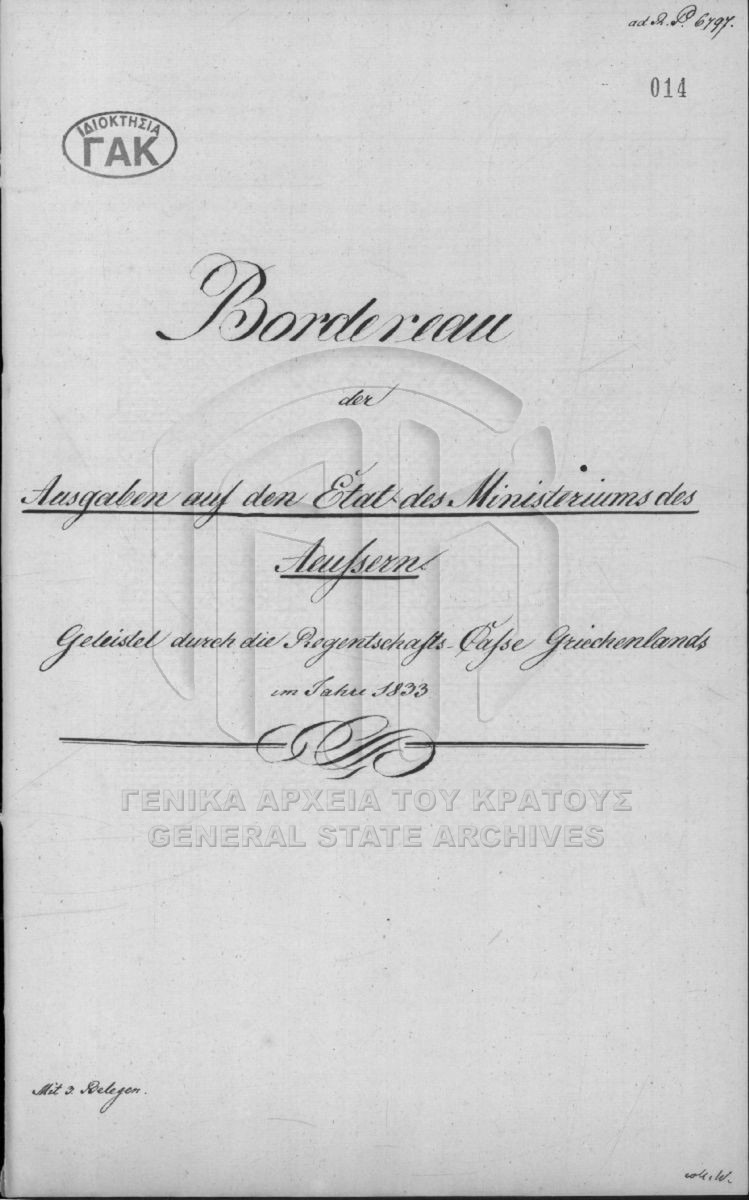 ad R. P. 6797.
014
ΙΔΙΟΚΤΗΣΙΑ
ΓΑΚ
Bordereau
der
Ausgaben auf den Etat des Ministeriums des
Aeußern
Geleistet durch die Regentschafts-Caße Griechenlands
im Jahre 1833
ΓΕΝΙΚΑ ΑΡΧΕΙΑ ΤΟΥ ΚΡΑΤΟΥΣ
GENERAL STATE ARCHIVES
Mit 3. Belegen.